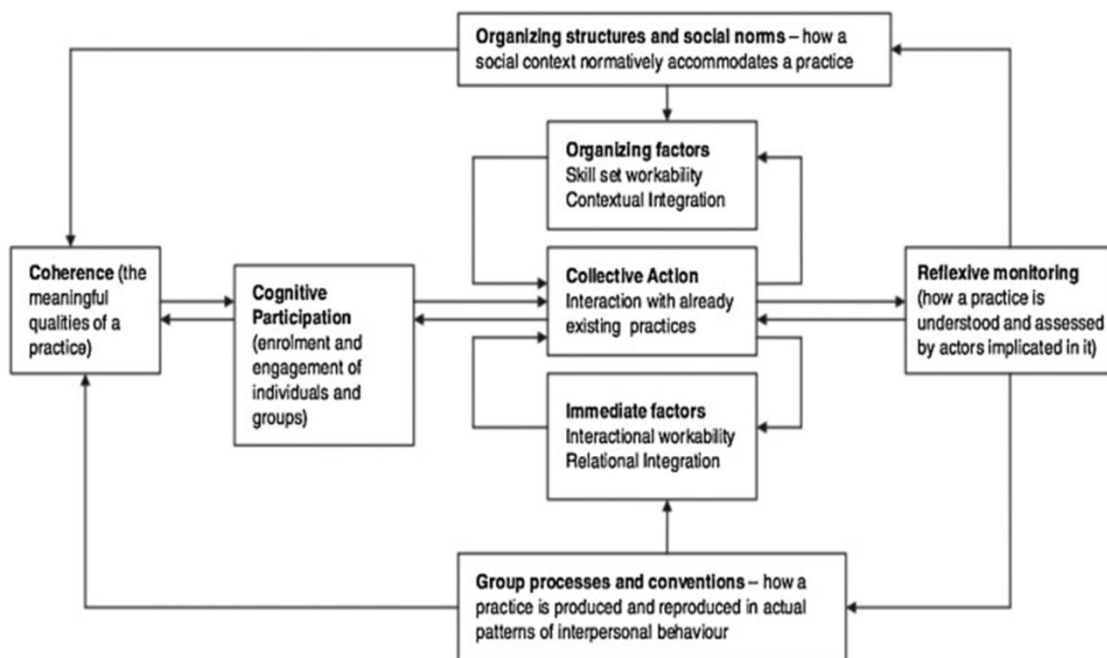 Organizing structures and social norms – how a
social context normatively accommodates a practice
Organizing factors
Skill set workability
Contextual Integration
Coherence (the
meaningful
qualities of a
practice)
Cognitive
Participation
(enrolment and
engagement of
individuals and
groups)
Collective Action
Interaction with already
existing practices
Reflexive monitoring
(how a practice is
understood and assessed
by actors implicated in it)
Immediate factors
Interactional workability
Relational Integration
Group processes and conventions – how a
practice is produced and reproduced in actual
patterns of interpersonal behaviour